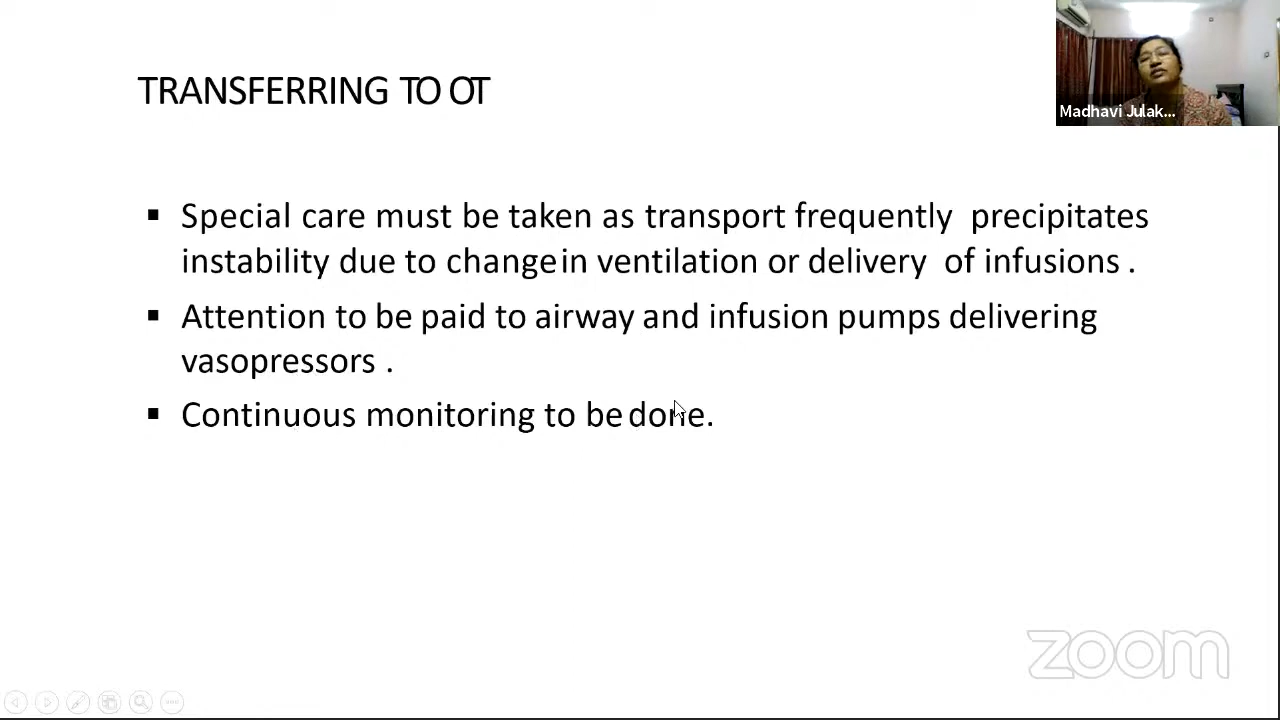 TRANSFERRING TO OT
Madhavi Julak...
▪ Special care must be taken as transport frequently precipitates
instability due to change in ventilation or delivery of infusions .
▪ Attention to be paid to airway and infusion pumps delivering
vasopressors .
▪ Continuous monitoring to be done.
zoom